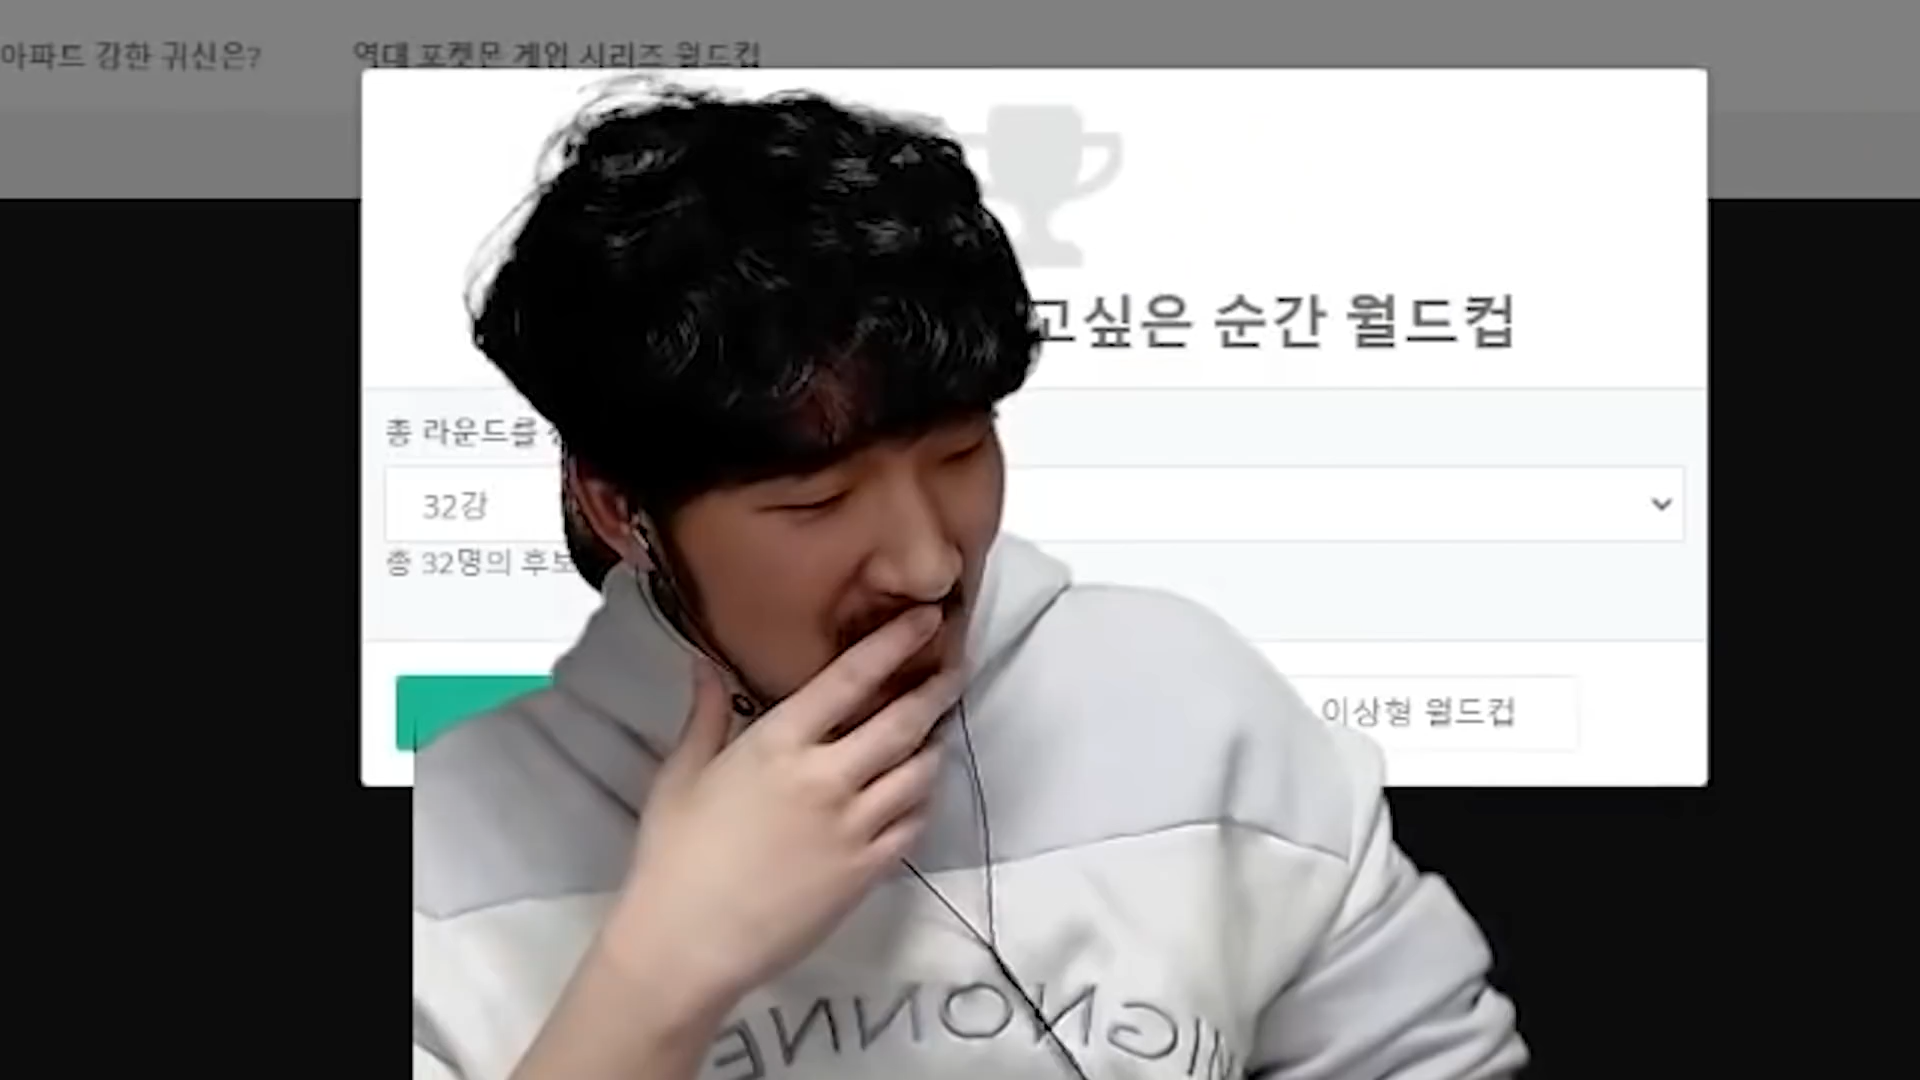 아파트 강한 귀신은?
역대 포켓몬 게임 시리즈 월드컵
고싶은 순간 월드컵
총 라운드를
32강
총 32명의 후보
이상형 월드컵
IGNONNE